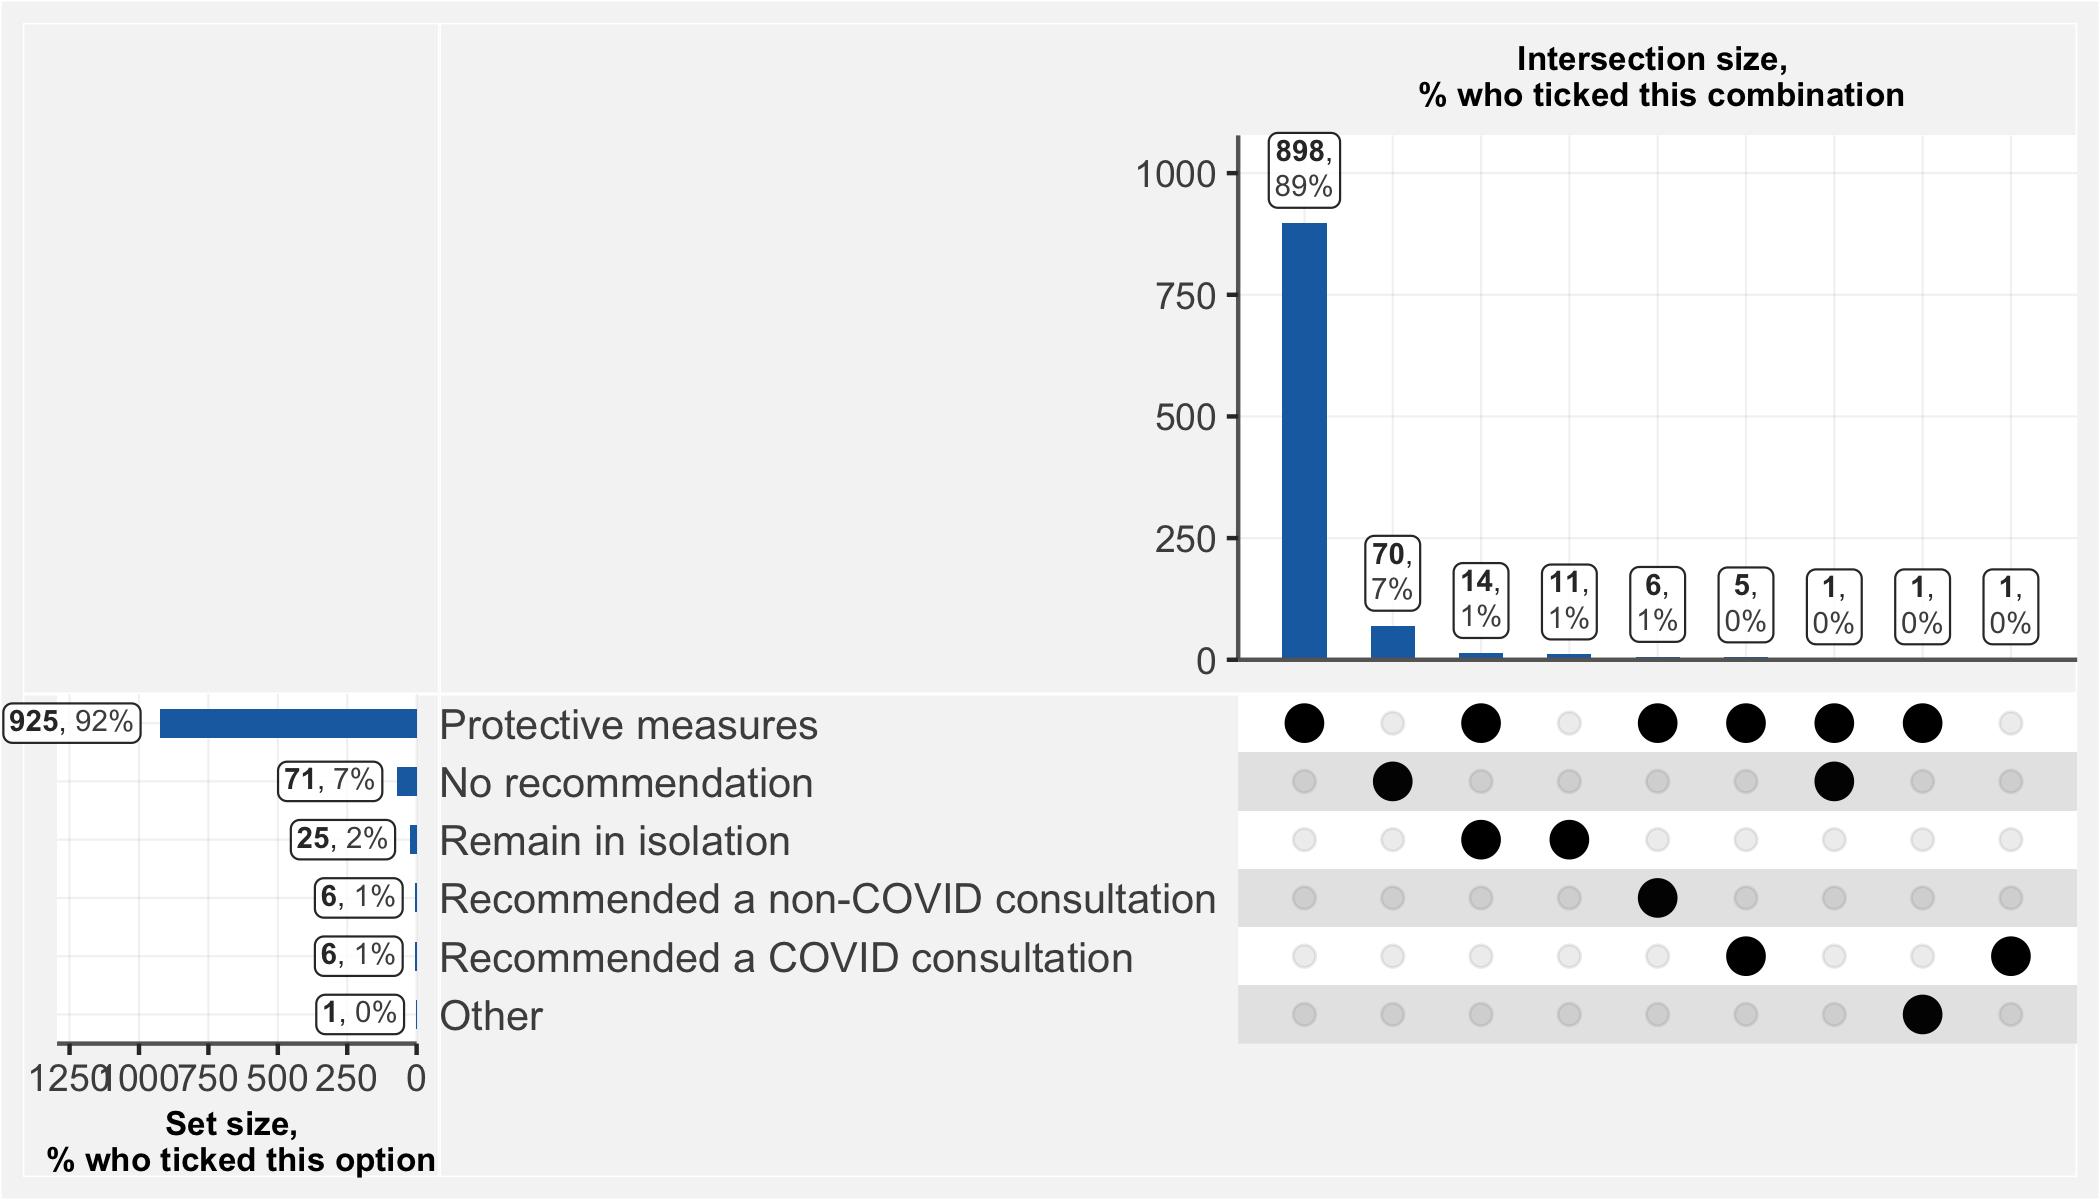 Intersection size,
% who ticked this combination
1000
750
500
250
0
898,
89%
70,
7%
14,
1%
11,
1%
6,
1%
5,
0%
1,
0%
1,
0%
1,
0%
925, 92% Protective measures
71, 7% No recommendation
25, 2% Remain in isolation
6, 1% Recommended a non-COVID consultation
6, 1% Recommended a COVID consultation
1, 0% Other
1250 1000 750 500 250 0
Set size,
% who ticked this option